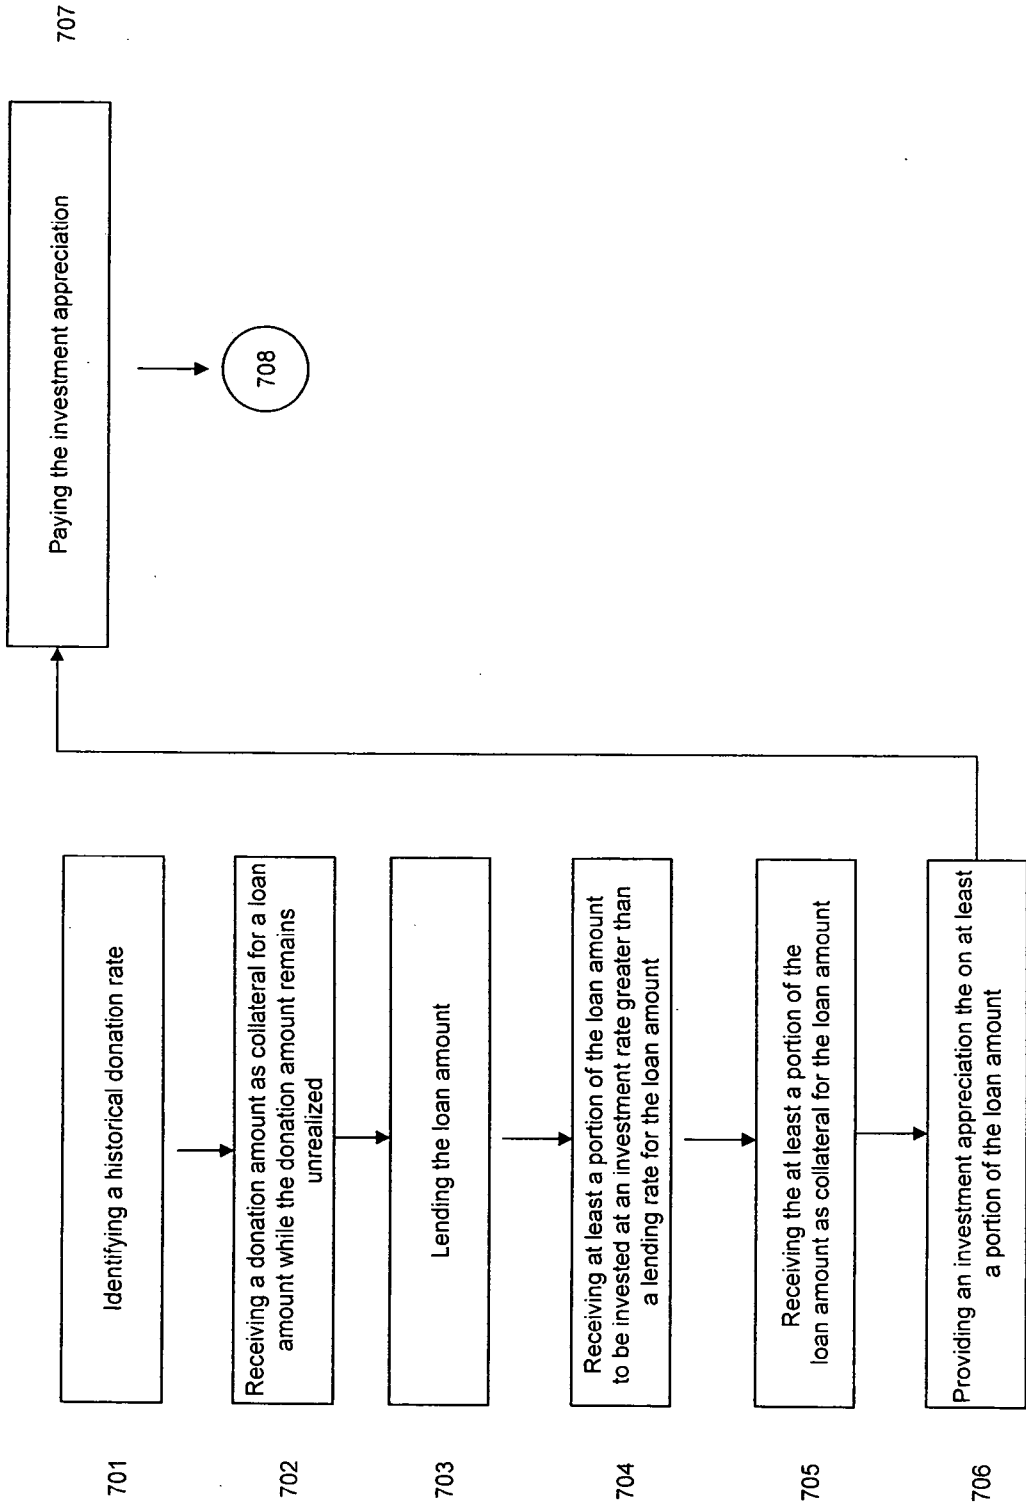 701
Identifying a historical donation rate
702
Receiving a donation amount as collateral for a loan
amount while the donation amount remains
unrealized
703
Lending the loan amount
704
Receiving at least a portion of the loan amount
to be invested at an investment rate greater than
a lending rate for the loan amount
705
Receiving the at least a portion of the
loan amount as collateral for the loan amount
706
Providing an investment appreciation the on at least
a portion of the loan amount
Paying the investment appreciation
707
708